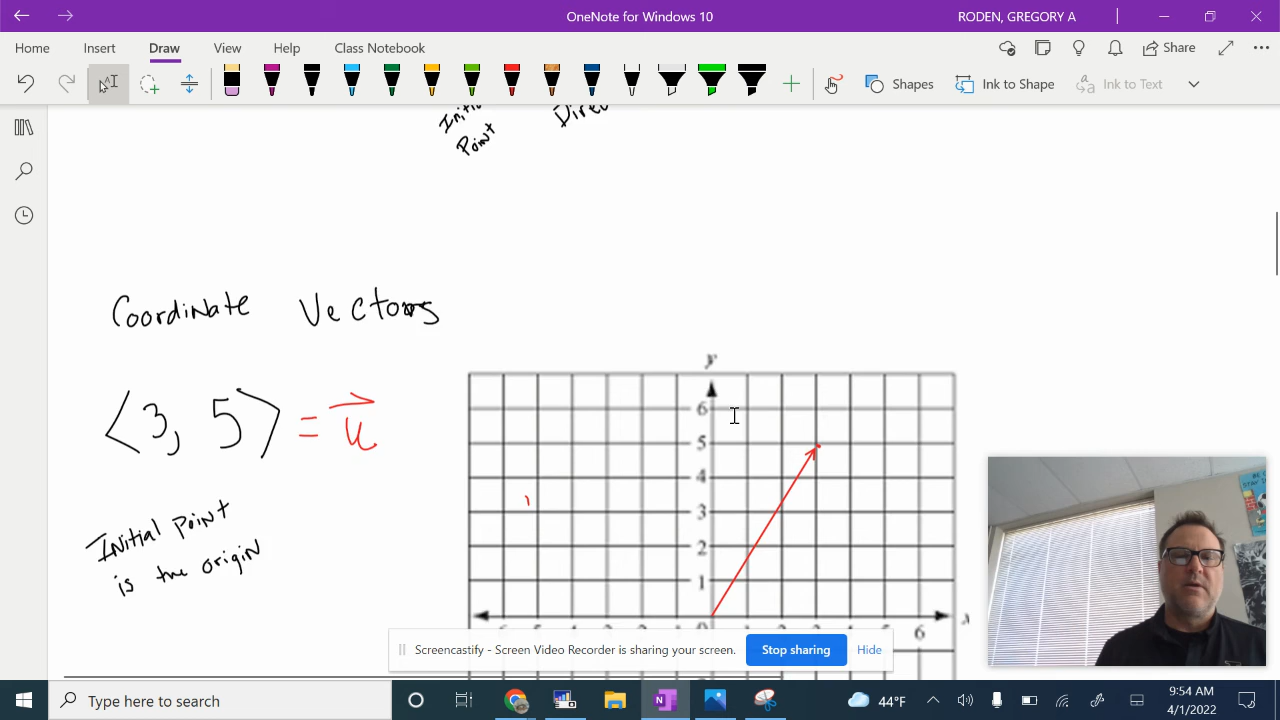 OneNote for Windows 10
RODEN, GREGORY A
Home
Insert
Draw
View
Help
Class Notebook
Share
Shapes
Ink to Shape
Ink to Text
Point
Coordinate Vectors
⟨3, 5⟩ = u⃗
Initial point
is the origin
y
6
5
4
3
2
1
6
Screencastify - Screen Video Recorder is sharing your screen.
Stop sharing
Hide
Type here to search
44°F
9:54 AM
4/1/2022